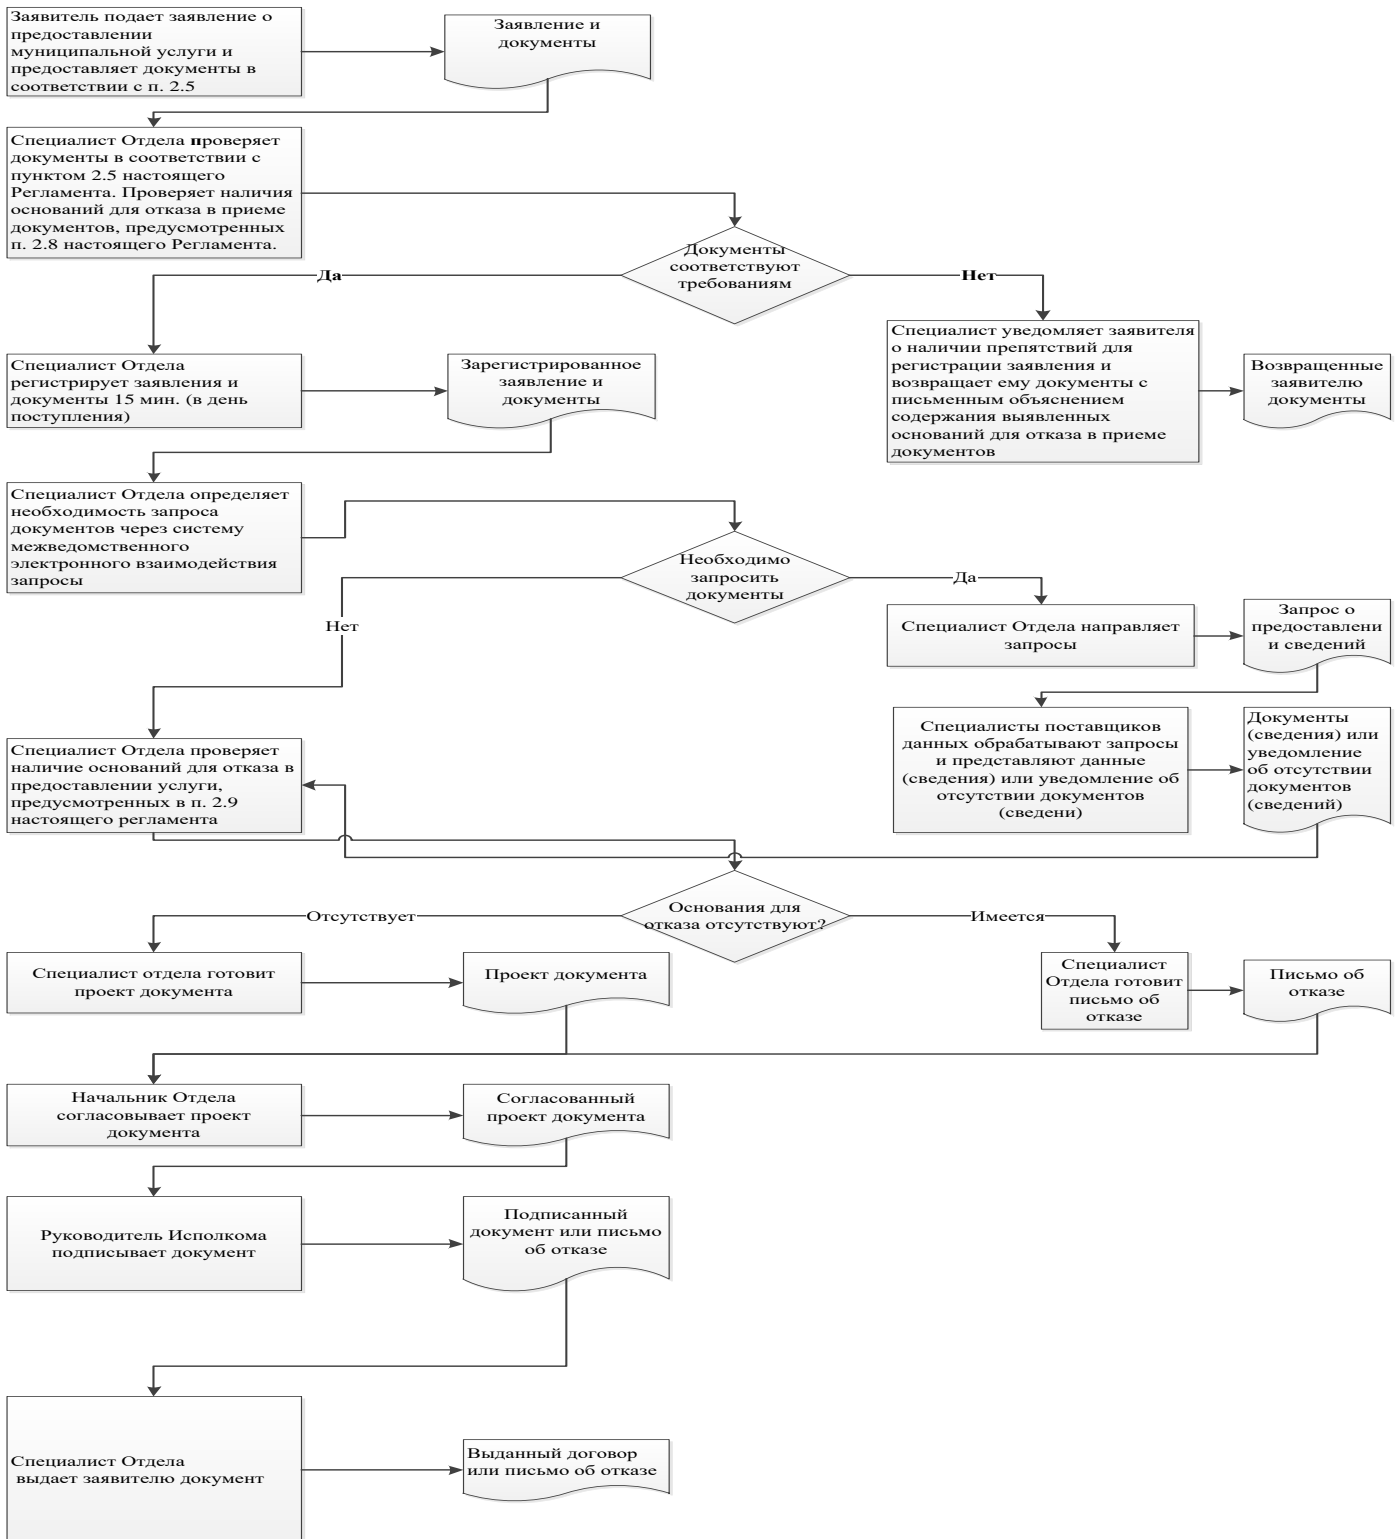 Заявитель подает заявление о
предоставлении
муниципальной услуги и
предоставляет документы в
соответствии с п. 2.5
Заявление и
документы
Специалист Отдела проверяет
документы в соответствии с
пунктом 2.5 настоящего
Регламента. Проверяет наличия
оснований для отказа в приеме
документов, предусмотренных
п. 2.8 настоящего Регламента.
Документы
соответствуют
требованиям
Да
Нет
Специалист Отдела
регистрирует заявления и
документы 15 мин. (в день
поступления)
Зарегистрированное
заявление и
документы
Специалист уведомляет заявителя
о наличии препятствий для
регистрации заявления и
возвращает ему документы с
письменным объяснением
содержания выявленных
оснований для отказа в приеме
документов
Возвращенные
заявителю
документы
Специалист Отдела определяет
необходимость запроса
документов через систему
межведомственного
электронного взаимодействия
запросы
Необходимо
запросить
документы
Да
Нет
Специалист Отдела направляет
запросы
Запрос о
предоставлени
и сведений
Специалист Отдела проверяет
наличие оснований для отказа в
предоставлении услуги,
предусмотренных в п. 2.9
настоящего регламента
Специалисты поставщиков
данных обрабатывают запросы
и представляют данные
(сведения) или уведомление об
отсутствии документов
(сведени)
Документы
(сведения) или
уведомление
об отсутствии
документов
(сведений)
Основания для
отказа отсутствуют?
Отсутствует
Имеется
Специалист отдела готовит
проект документа
Проект документа
Специалист
Отдела готовит
письмо об
отказе
Письмо об
отказе
Начальник Отдела
согласовывает проект
документа
Согласованный
проект документа
Руководитель Исполкома
подписывает документ
Подписанный
документ или письмо
об отказе
Специалист Отдела
выдает заявителю документ
Выданный договор
или письмо об отказе